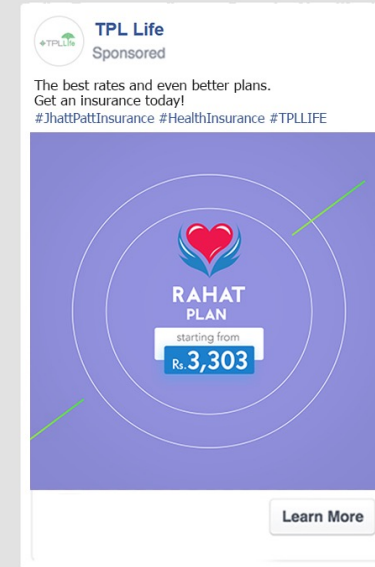 TPL Life
+TPLLife
Sponsored
The best rates and even better plans.
Get an insurance today!
#JhattPattInsurance #HealthInsurance #TPLLIFE
RAHAT
PLAN
starting from
Rs.3,303
Learn More